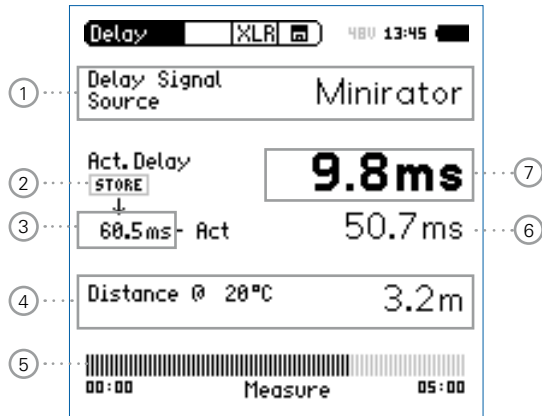 Delay XLR 48V 13:45
1 Delay Signal Source Minirator
Act. Delay 9.8ms 7
2 STORE
3 60.5ms - Act 50.7ms 6
4 Distance @ 20°C 3.2m
5
00:00 Measure 05:00